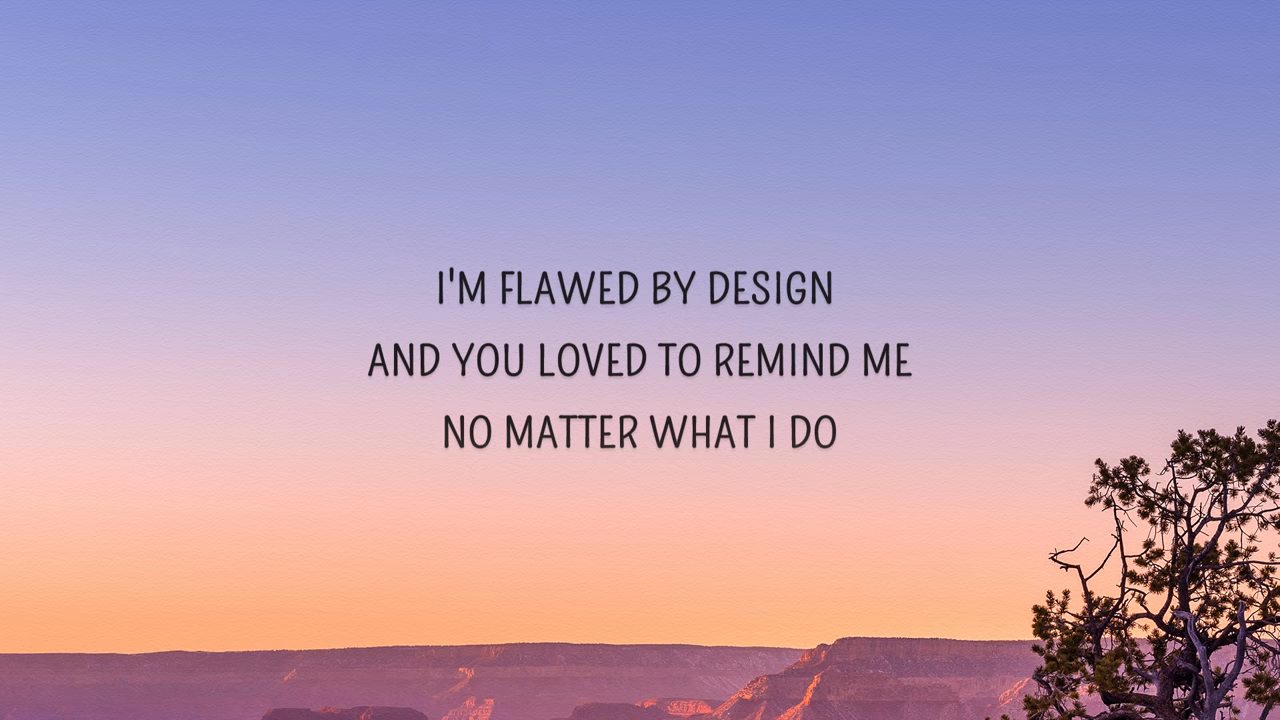 I'M FLAWED BY DESIGN
AND YOU LOVED TO REMIND ME
NO MATTER WHAT I DO